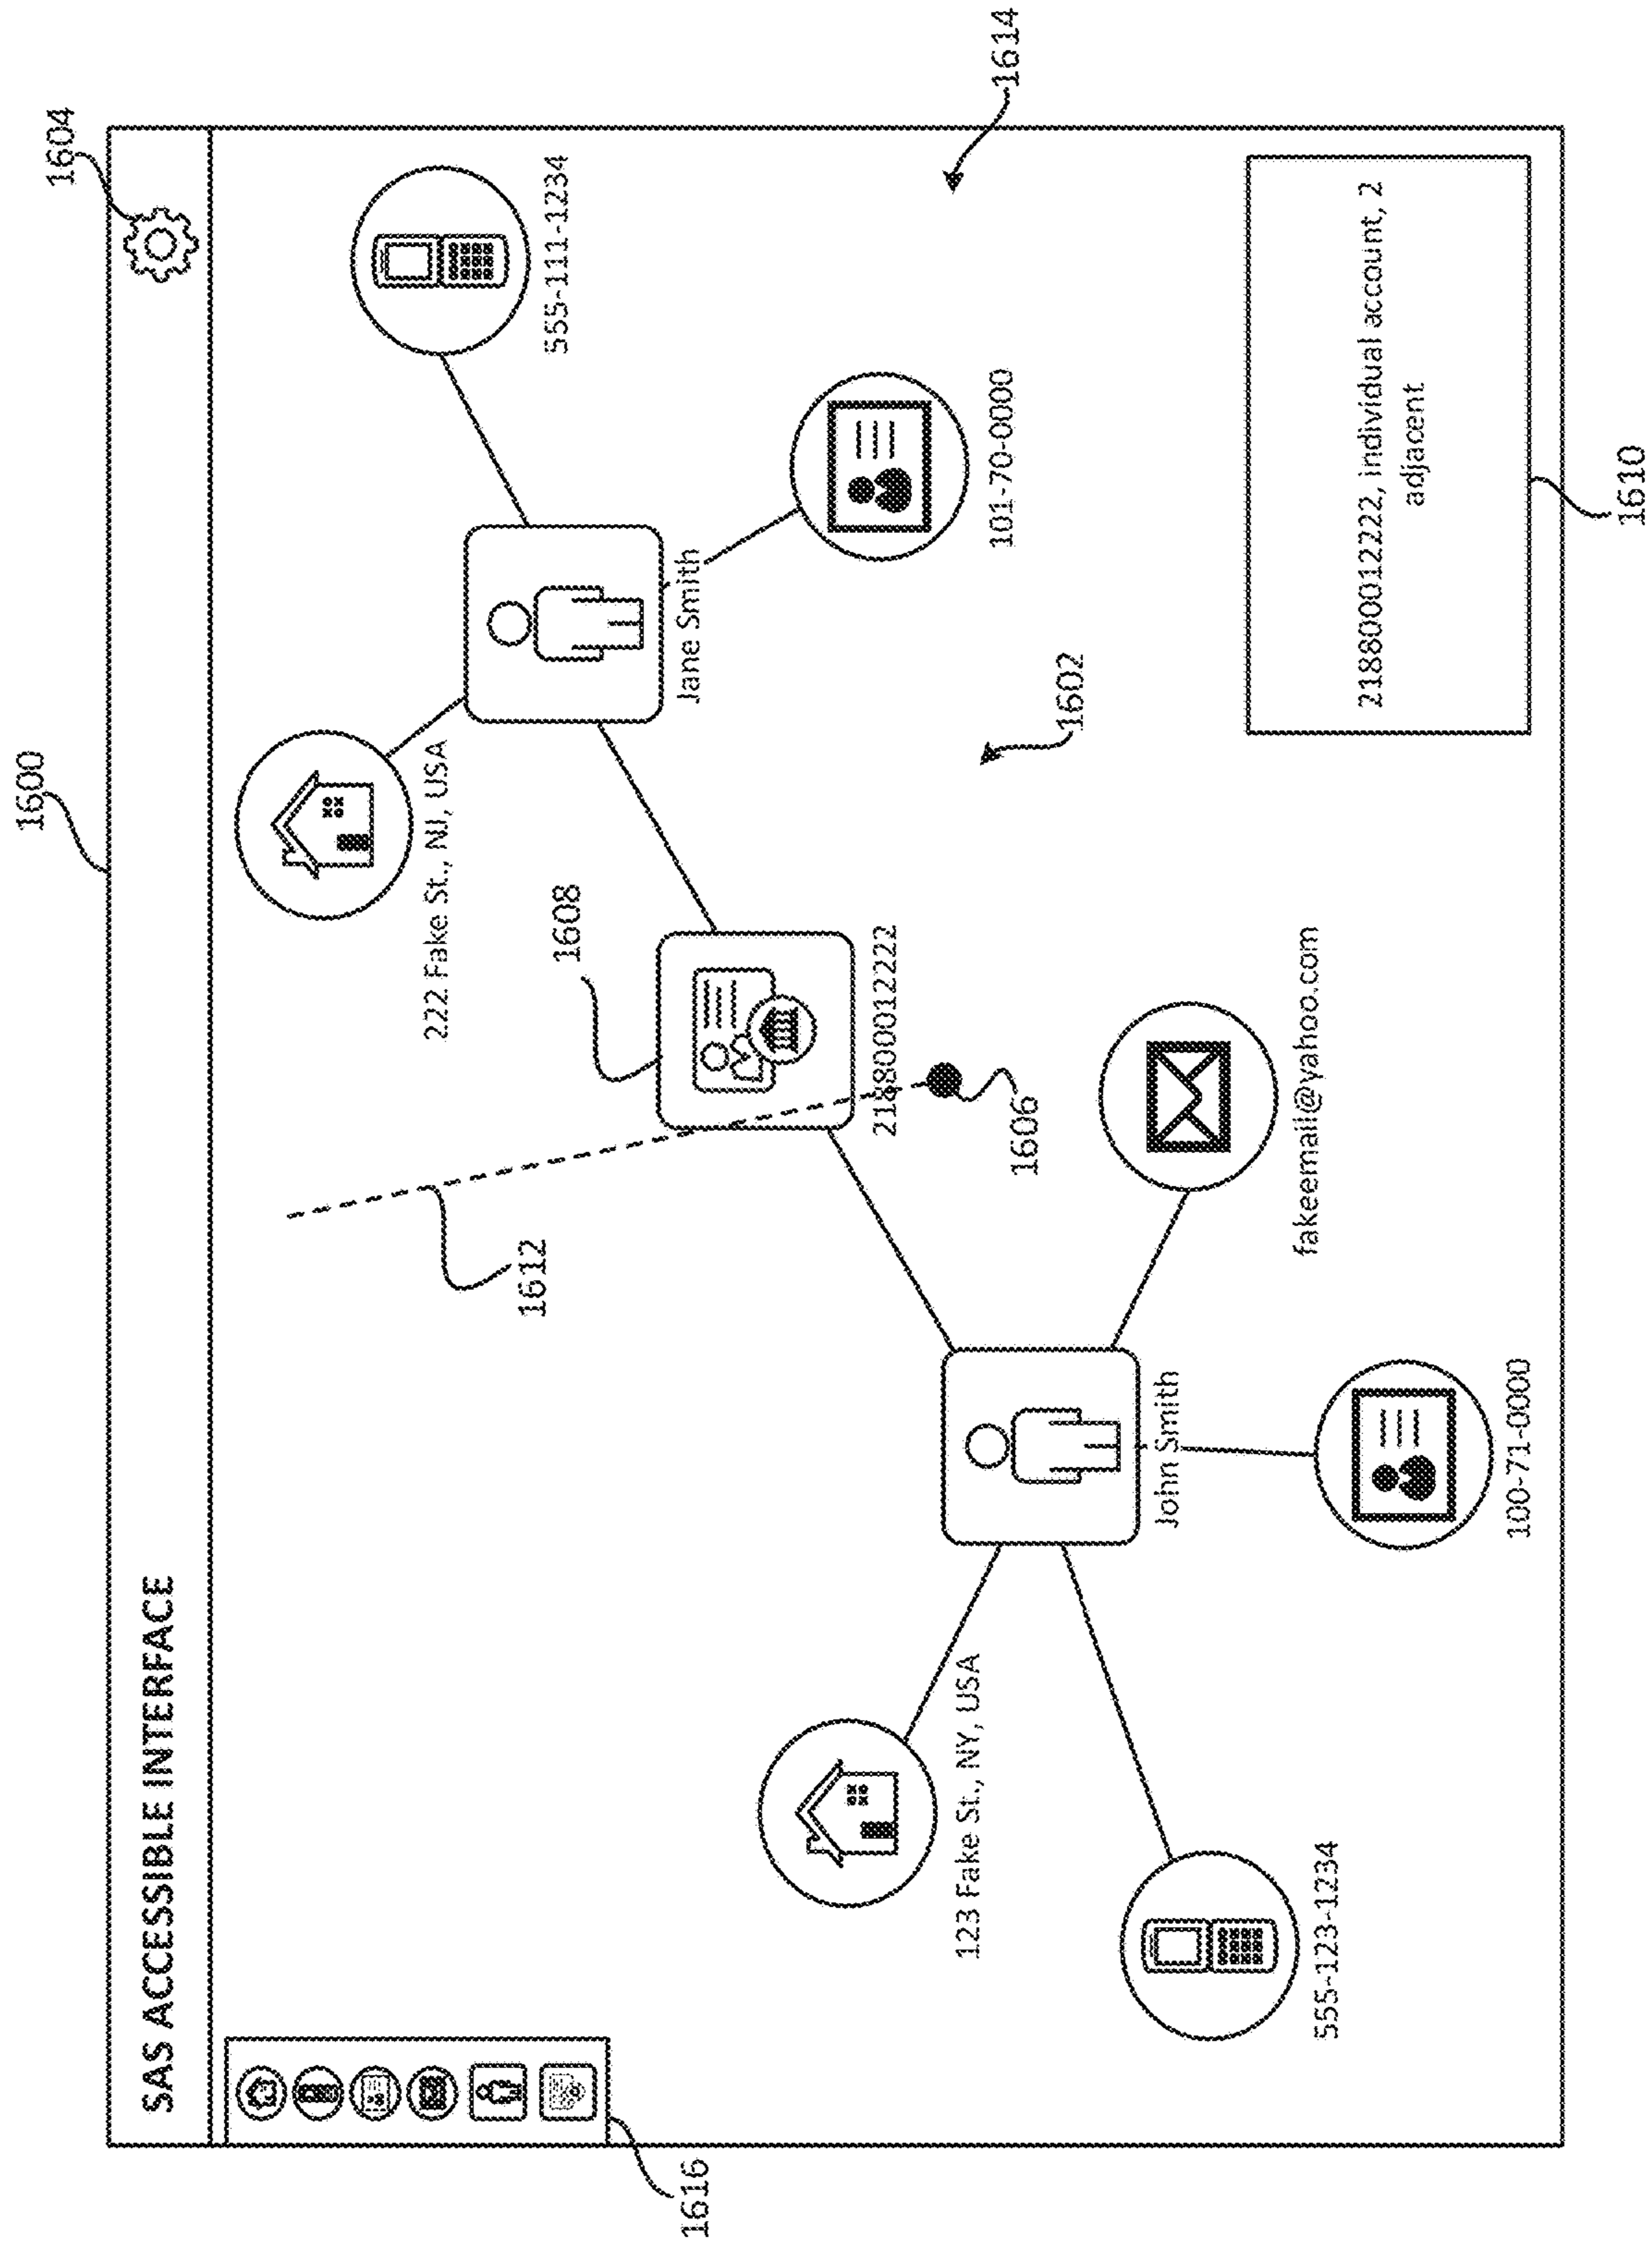 1600
1604
SAS ACCESSIBLE INTERFACE
1616
222 Fake St., NJ, USA
555-111-1234
1608
Jane Smith
1612
218800012222
101-70-0000
1614
1606
1602
123 Fake St., NY, USA
John Smith
fakeemail@yahoo.com
555-123-1234
100-71-0000
218800012222, individual account, 2
adjacent
1610